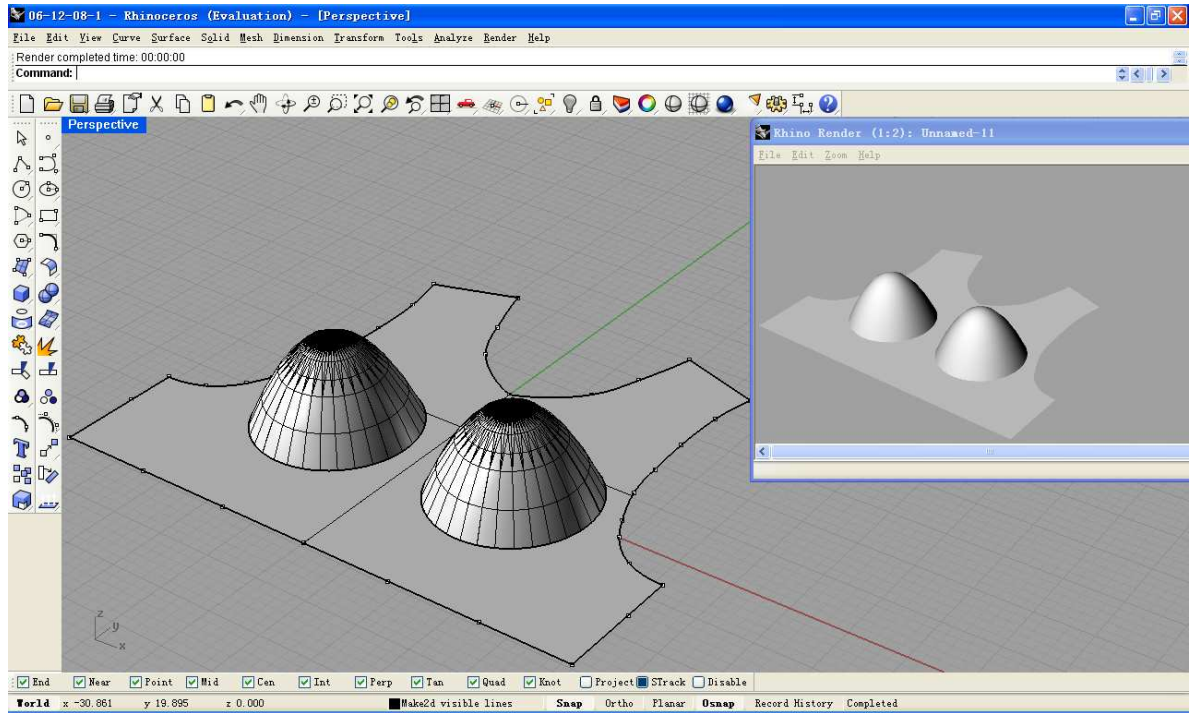 06-12-08-1 - Rhinoceros (Evaluation) - [Perspective]
File Edit View Curve Surface Solid Mesh Dimension Transform Tools Analyze Render Help
Render completed time: 00:00:00
Command:
Perspective
Rhino Render (1:2): Unnamed-11
File Edit Zoom Help
z
y
x
End Near Point Mid Cen Int Perp Tan Quad Knot Project STrack Disable
World x -30.861 y 19.895 z 0.000 Make2d visible lines Snap Ortho Planar Osnap Record History Completed